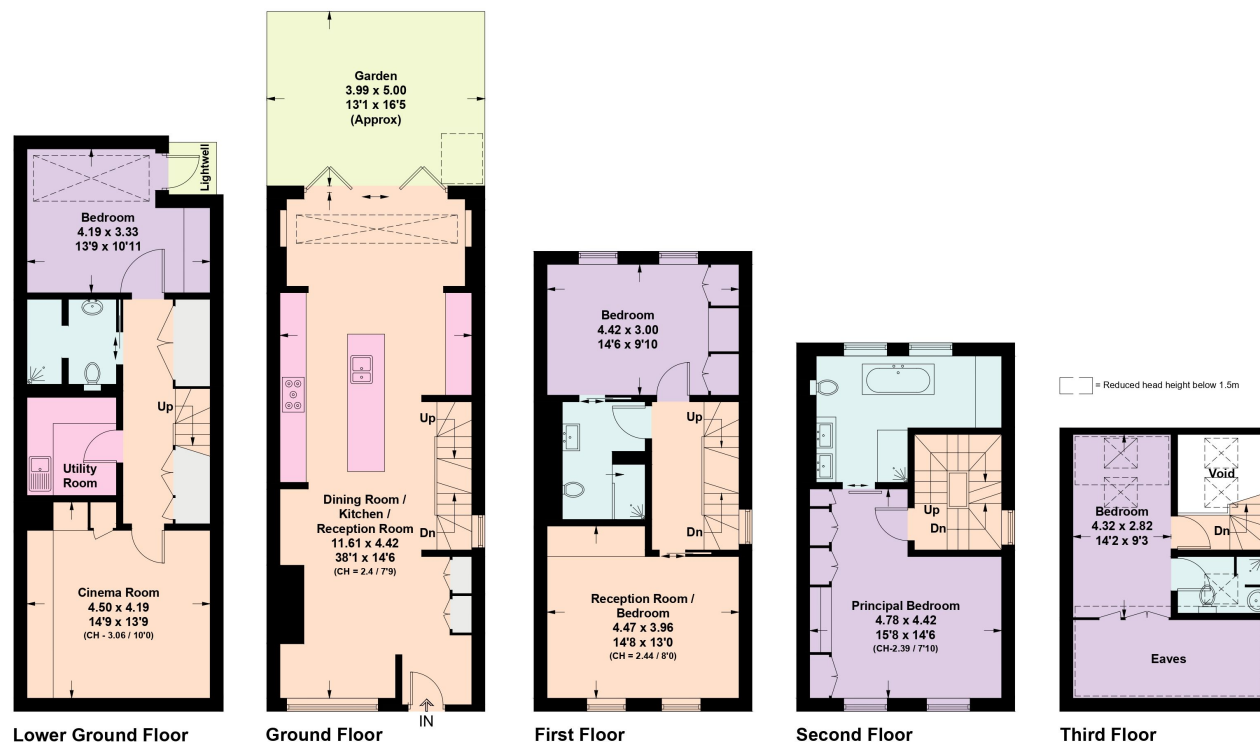 Garden
3.99 x 5.00
13'1 x 16'5
(Approx)
Lightwell
Bedroom
4.19 x 3.33
13'9 x 10'11
Up
Utility
Room
Cinema Room
4.50 x 4.19
14'9 x 13'9
(CH - 3.06 / 10'0)
Lower Ground Floor
Up
Dining Room /
Kitchen /
Reception Room
11.61 x 4.42
38'1 x 14'6
(CH = 2.4 / 7'9)
Dn
IN
Ground Floor
Bedroom
4.42 x 3.00
14'6 x 9'10
Up
Dn
Reception Room /
Bedroom
4.47 x 3.96
14'8 x 13'0
(CH = 2.44 / 8'0)
First Floor
Up
Dn
Principal Bedroom
4.78 x 4.42
15'8 x 14'6
(CH-2.39 / 7'10)
Second Floor
= Reduced head height below 1.5m
Void
Bedroom
4.32 x 2.82
14'2 x 9'3
Dn
Eaves
Third Floor